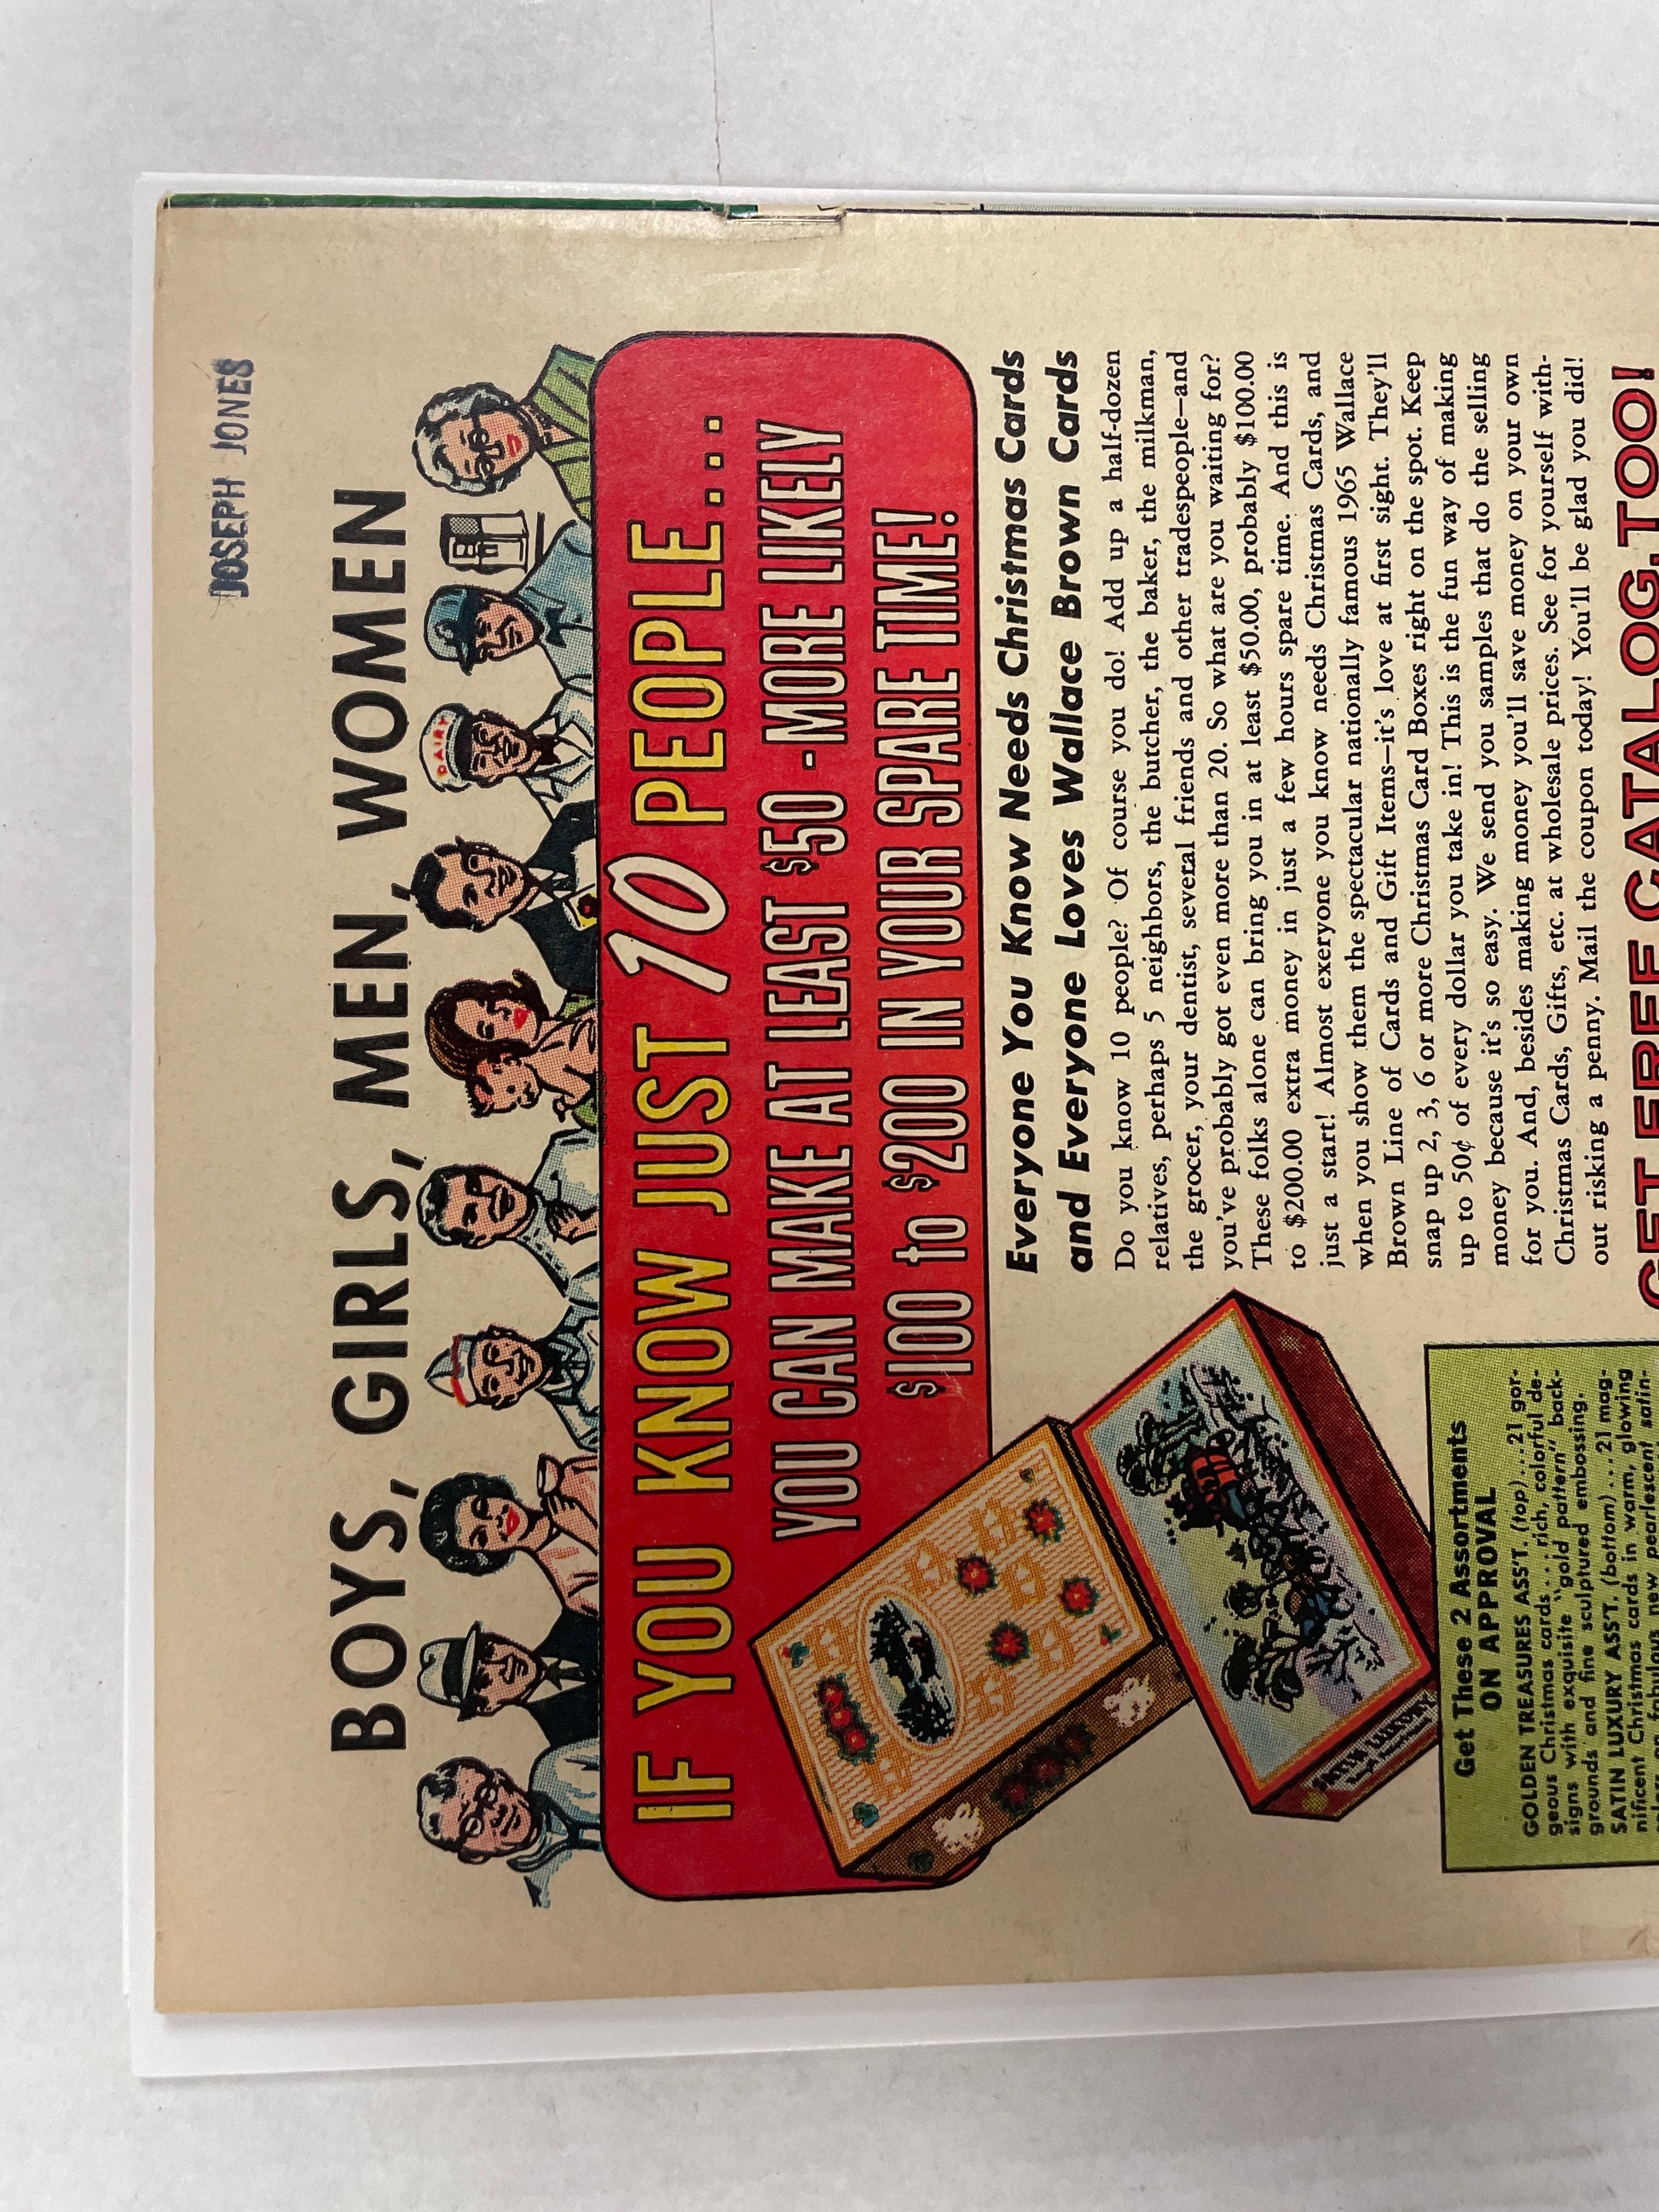 JOSEPH JONES
BOYS, GIRLS, MEN, WOMEN
DAIRY
IF YOU KNOW JUST 10 PEOPLE....
YOU CAN MAKE AT LEAST $50 - MORE LIKELY
$100 to $200 IN YOUR SPARE TIME!
Everyone You Know Needs Christmas Cards
and Everyone Loves Wallace Brown Cards
Do you know 10 people? Of course you do! Add up a half-dozen
relatives, perhaps 5 neighbors, the butcher, the baker, the milkman,
the grocer, your dentist, several friends and other tradespeople—and
you've probably got even more than 20. So what are you waiting for?
These folks alone can bring you in at least $50.00, probably $100.00
to $200.00 extra money in just a few hours spare time. And this is
just a start! Almost everyone you know needs Christmas Cards, and
when you show them the spectacular nationally famous 1965 Wallace
Brown Line of Cards and Gift Items—it's love at first sight. They'll
snap up 2, 3, 6 or more Christmas Card Boxes right on the spot. Keep
up to 50¢ of every dollar you take in! This is the fun way of making
money because it's so easy. We send you samples that do the selling
for you. And, besides making money you'll save money on your own
Christmas Cards, Gifts, etc. at wholesale prices. See for yourself with-
out risking a penny. Mail the coupon today! You'll be glad you did!
GET FREE CATALOG, TOO!
Get These 2 Assortments
ON APPROVAL
GOLDEN TREASURES ASS'T. (top)...21 gor-
geous Christmas cards... rich, colorful de-
signs with exquisite "gold pattern" back-
grounds and fine sculptured embossing.
SATIN LUXURY ASS'T. (bottom)...21 mag-
nificent Christmas cards in warm, glowing
fabulous new pearlescent satin-